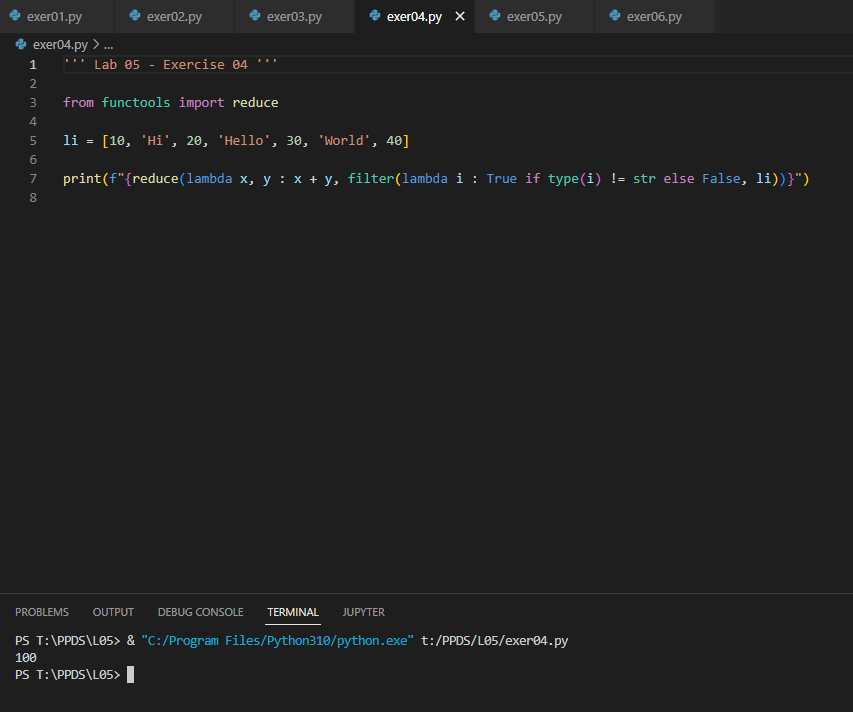 exer01.py exer02.py exer03.py exer04.py exer05.py exer06.py
exer04.py > ...
1 ''' Lab 05 - Exercise 04 '''
2
3 from functools import reduce
4
5 li = [10, 'Hi', 20, 'Hello', 30, 'World', 40]
6
7 print(f"{reduce(lambda x, y : x + y, filter(lambda i : True if type(i) != str else False, li))}")
8
PROBLEMS OUTPUT DEBUG CONSOLE TERMINAL JUPYTER
PS T:\PPDS\L05> & "C:/Program Files/Python310/python.exe" t:/PPDS/L05/exer04.py
100
PS T:\PPDS\L05>